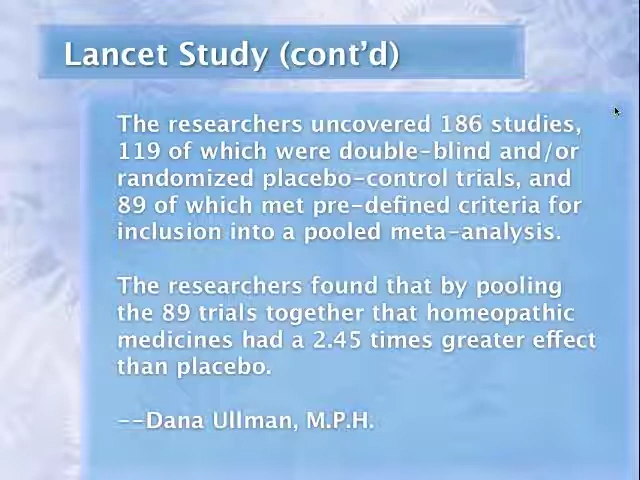 Lancet Study (cont’d)
The researchers uncovered 186 studies,
119 of which were double-blind and/or
randomized placebo-control trials, and
89 of which met pre-defined criteria for
inclusion into a pooled meta-analysis.
The researchers found that by pooling
the 89 trials together that homeopathic
medicines had a 2.45 times greater effect
than placebo.
--Dana Ullman, M.P.H.